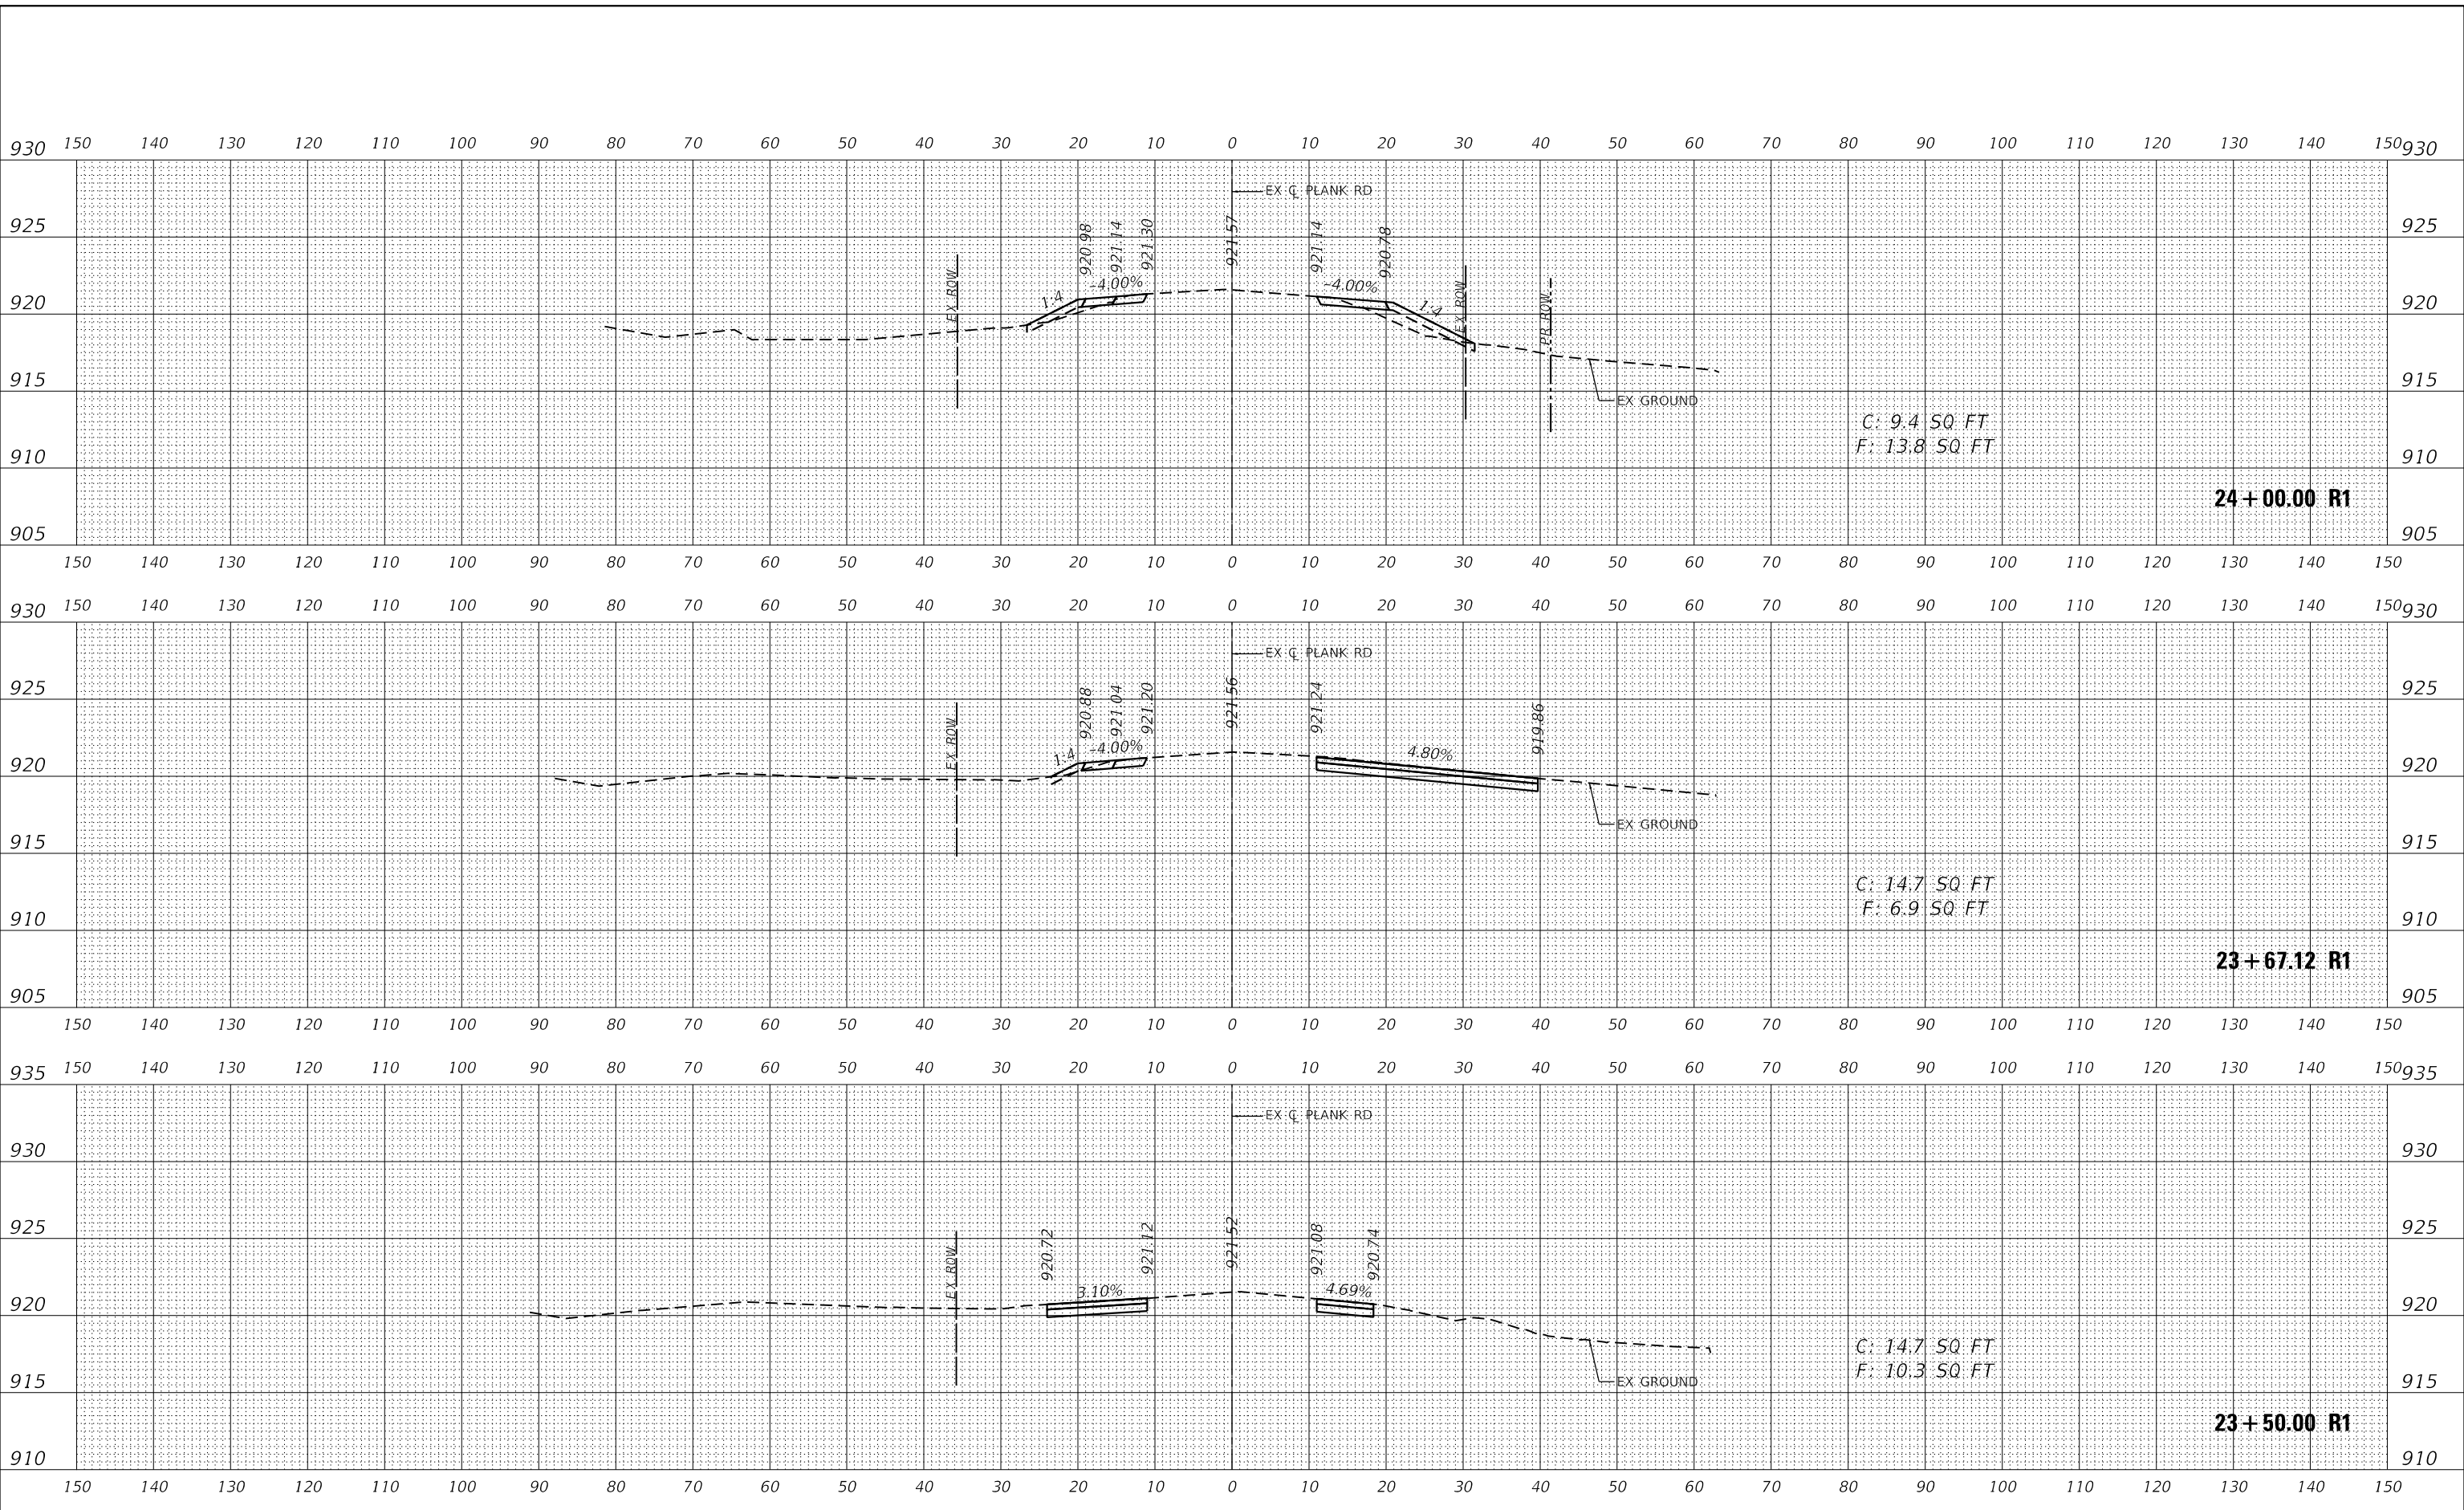 150 140 130 120 110 100 90 80 70 60 50 40 30 20 10 0 10 20 30 40 50 60 70 80 90 100 110 120 130 140 150
930 930
EX ℄ PLANK RD
925 925
920.98 921.14 921.30 921.57 921.14 920.78
EX ROW 1:4 -4.00% -4.00% 1:4 EX ROW PR ROW
920 920
915 915
EX GROUND
C: 9.4 SQ FT
F: 13.8 SQ FT
910 910
24+00.00 R1
905 905
150 140 130 120 110 100 90 80 70 60 50 40 30 20 10 0 10 20 30 40 50 60 70 80 90 100 110 120 130 140 150
150 140 130 120 110 100 90 80 70 60 50 40 30 20 10 0 10 20 30 40 50 60 70 80 90 100 110 120 130 140 150
930 930
EX ℄ PLANK RD
925 925
920.88 921.04 921.20 921.56 921.24 919.86
EX ROW 1:4 -4.00% 4.80%
920 920
EX GROUND
915 915
C: 14.7 SQ FT
F: 6.9 SQ FT
910 910
23+67.12 R1
905 905
150 140 130 120 110 100 90 80 70 60 50 40 30 20 10 0 10 20 30 40 50 60 70 80 90 100 110 120 130 140 150
150 140 130 120 110 100 90 80 70 60 50 40 30 20 10 0 10 20 30 40 50 60 70 80 90 100 110 120 130 140 150
935 935
EX ℄ PLANK RD
930 930
925 925
920.72 921.12 921.52 921.08 920.74
EX ROW 3.10% 4.69%
920 920
C: 14.7 SQ FT
F: 10.3 SQ FT
EX GROUND
915 915
23+50.00 R1
910 910
150 140 130 120 110 100 90 80 70 60 50 40 30 20 10 0 10 20 30 40 50 60 70 80 90 100 110 120 130 140 150